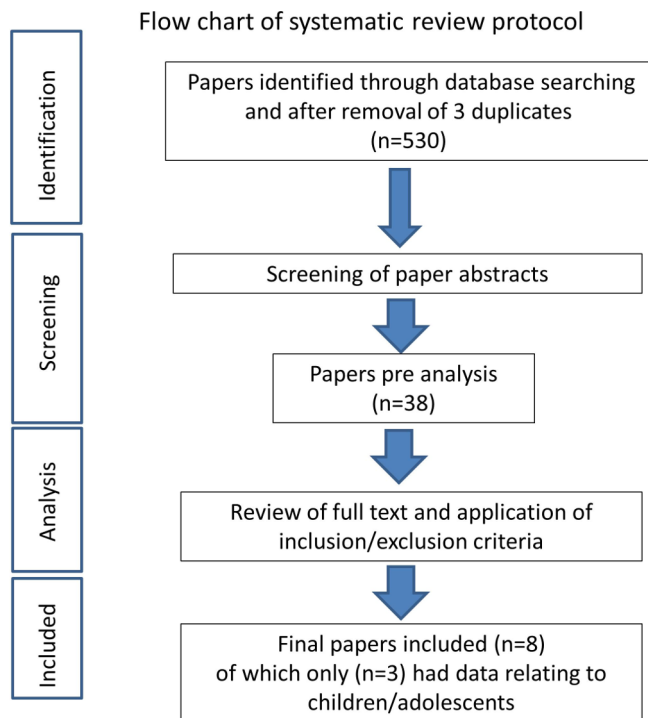 Flow chart of systematic review protocol
Identification
Papers identified through database searching
and after removal of 3 duplicates
(n=530)
Screening
Screening of paper abstracts
Papers pre analysis
(n=38)
Analysis
Review of full text and application of
inclusion/exclusion criteria
Included
Final papers included (n=8)
of which only (n=3) had data relating to
children/adolescents